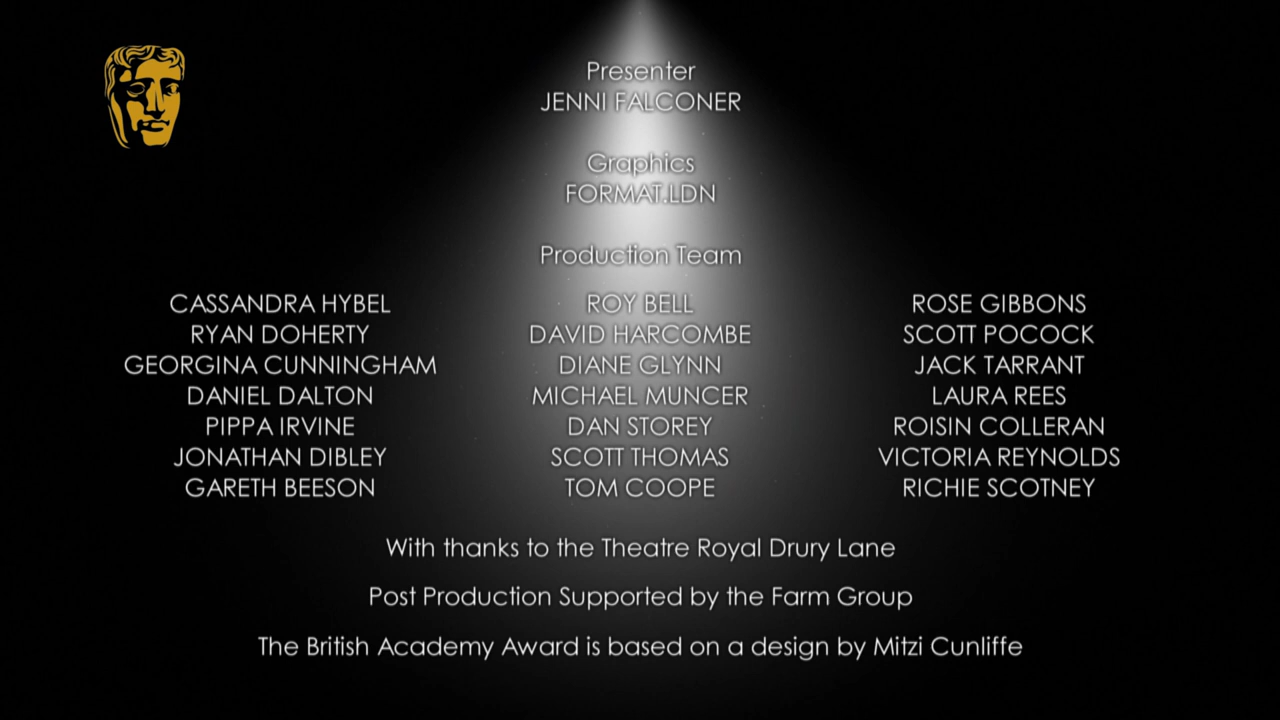 Presenter
JENNI FALCONER
Graphics
FORMAT.LDN
Production Team
CASSANDRA HYBEL ROY BELL ROSE GIBBONS
RYAN DOHERTY DAVID HARCOMBE SCOTT POCOCK
GEORGINA CUNNINGHAM DIANE GLYNN JACK TARRANT
DANIEL DALTON MICHAEL MUNCER LAURA REES
PIPPA IRVINE DAN STOREY ROISIN COLLERAN
JONATHAN DIBLEY SCOTT THOMAS VICTORIA REYNOLDS
GARETH BEESON TOM COOPE RICHIE SCOTNEY
With thanks to the Theatre Royal Drury Lane
Post Production Supported by the Farm Group
The British Academy Award is based on a design by Mitzi Cunliffe